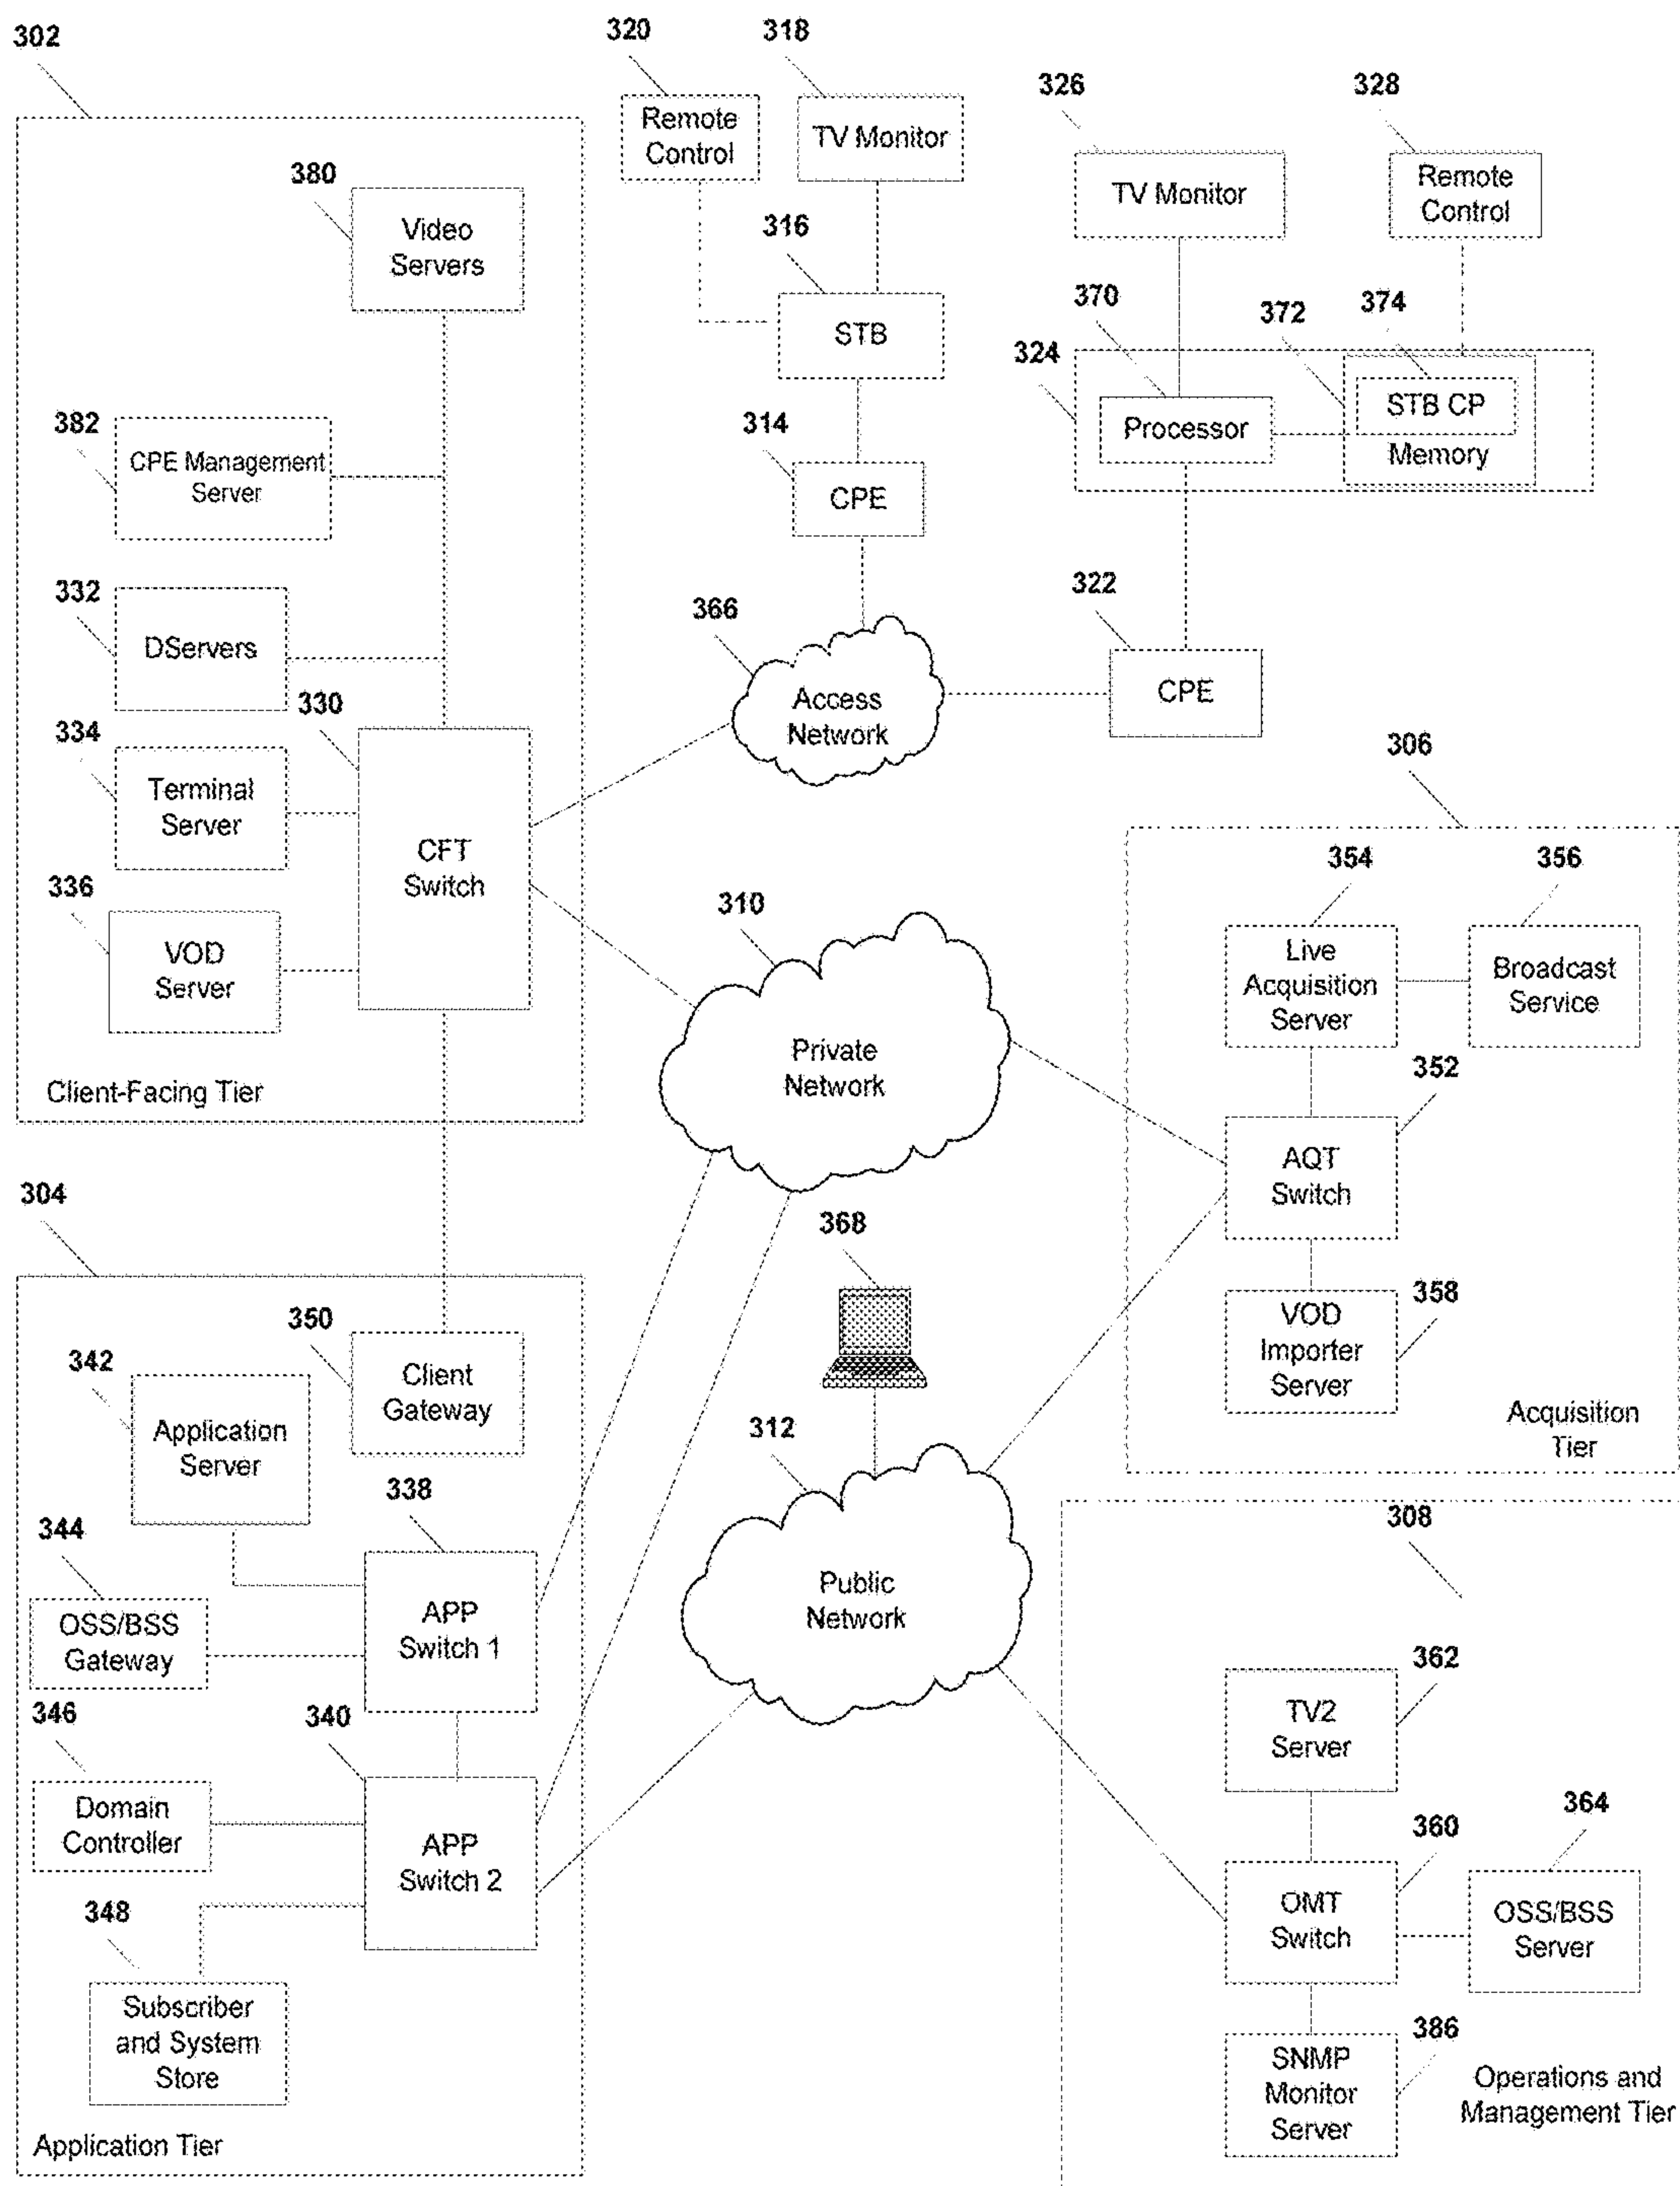 302
320
318
326
328
Remote
Control
TV Monitor
TV Monitor
Remote
Control
380
Video
Servers
316
STB
370
372
374
324
Processor
STB CP
Memory
382
CPE Management
Server
314
CPE
332
DServers
366
Access
Network
322
CPE
330
334
Terminal
Server
CFT
Switch
336
VOD
Server
Client-Facing Tier
306
354
356
Live
Acquisition
Server
Broadcast
Service
310
Private
Network
352
AQT
Switch
358
VOD
Importer
Server
Acquisition
Tier
304
368
350
Client
Gateway
342
Application
Server
312
Public
Network
338
344
OSS/BSS
Gateway
APP
Switch 1
346
340
Domain
Controller
APP
Switch 2
348
Subscriber
and System
Store
Application Tier
308
362
TV2
Server
360
364
OMT
Switch
OSS/BSS
Server
386
SNMP
Monitor
Server
Operations and
Management Tier